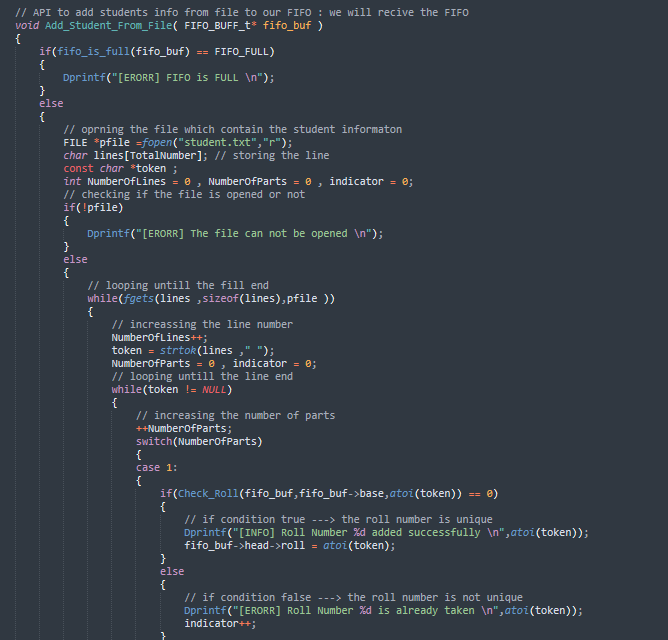 // API to add students info from file to our FIFO : we will recive the FIFO
void Add_Student_From_File( FIFO_BUFF_t* fifo_buf )
{
if(fifo_is_full(fifo_buf) == FIFO_FULL)
{
Dprintf("[ERORR] FIFO is FULL \n");
}
else
{
// oprning the file which contain the student informaton
FILE *pfile =fopen("student.txt","r");
char lines[TotalNumber]; // storing the line
const char *token ;
int NumberOfLines = 0 , NumberOfParts = 0 , indicator = 0;
// checking if the file is opened or not
if(!pfile)
{
Dprintf("[ERORR] The file can not be opened \n");
}
else
{
// looping untill the fill end
while(fgets(lines ,sizeof(lines),pfile ))
{
// increassing the line number
NumberOfLines++;
token = strtok(lines ," ");
NumberOfParts = 0 , indicator = 0;
// looping untill the line end
while(token != NULL)
{
// increasing the number of parts
++NumberOfParts;
switch(NumberOfParts)
{
case 1:
{
if(Check_Roll(fifo_buf,fifo_buf->base,atoi(token)) == 0)
{
// if condition true ---> the roll number is unique
Dprintf("[INFO] Roll Number %d added successfully \n",atoi(token));
fifo_buf->head->roll = atoi(token);
}
else
{
// if condition false ---> the roll number is not unique
Dprintf("[ERORR] Roll Number %d is already taken \n",atoi(token));
indicator++;
}